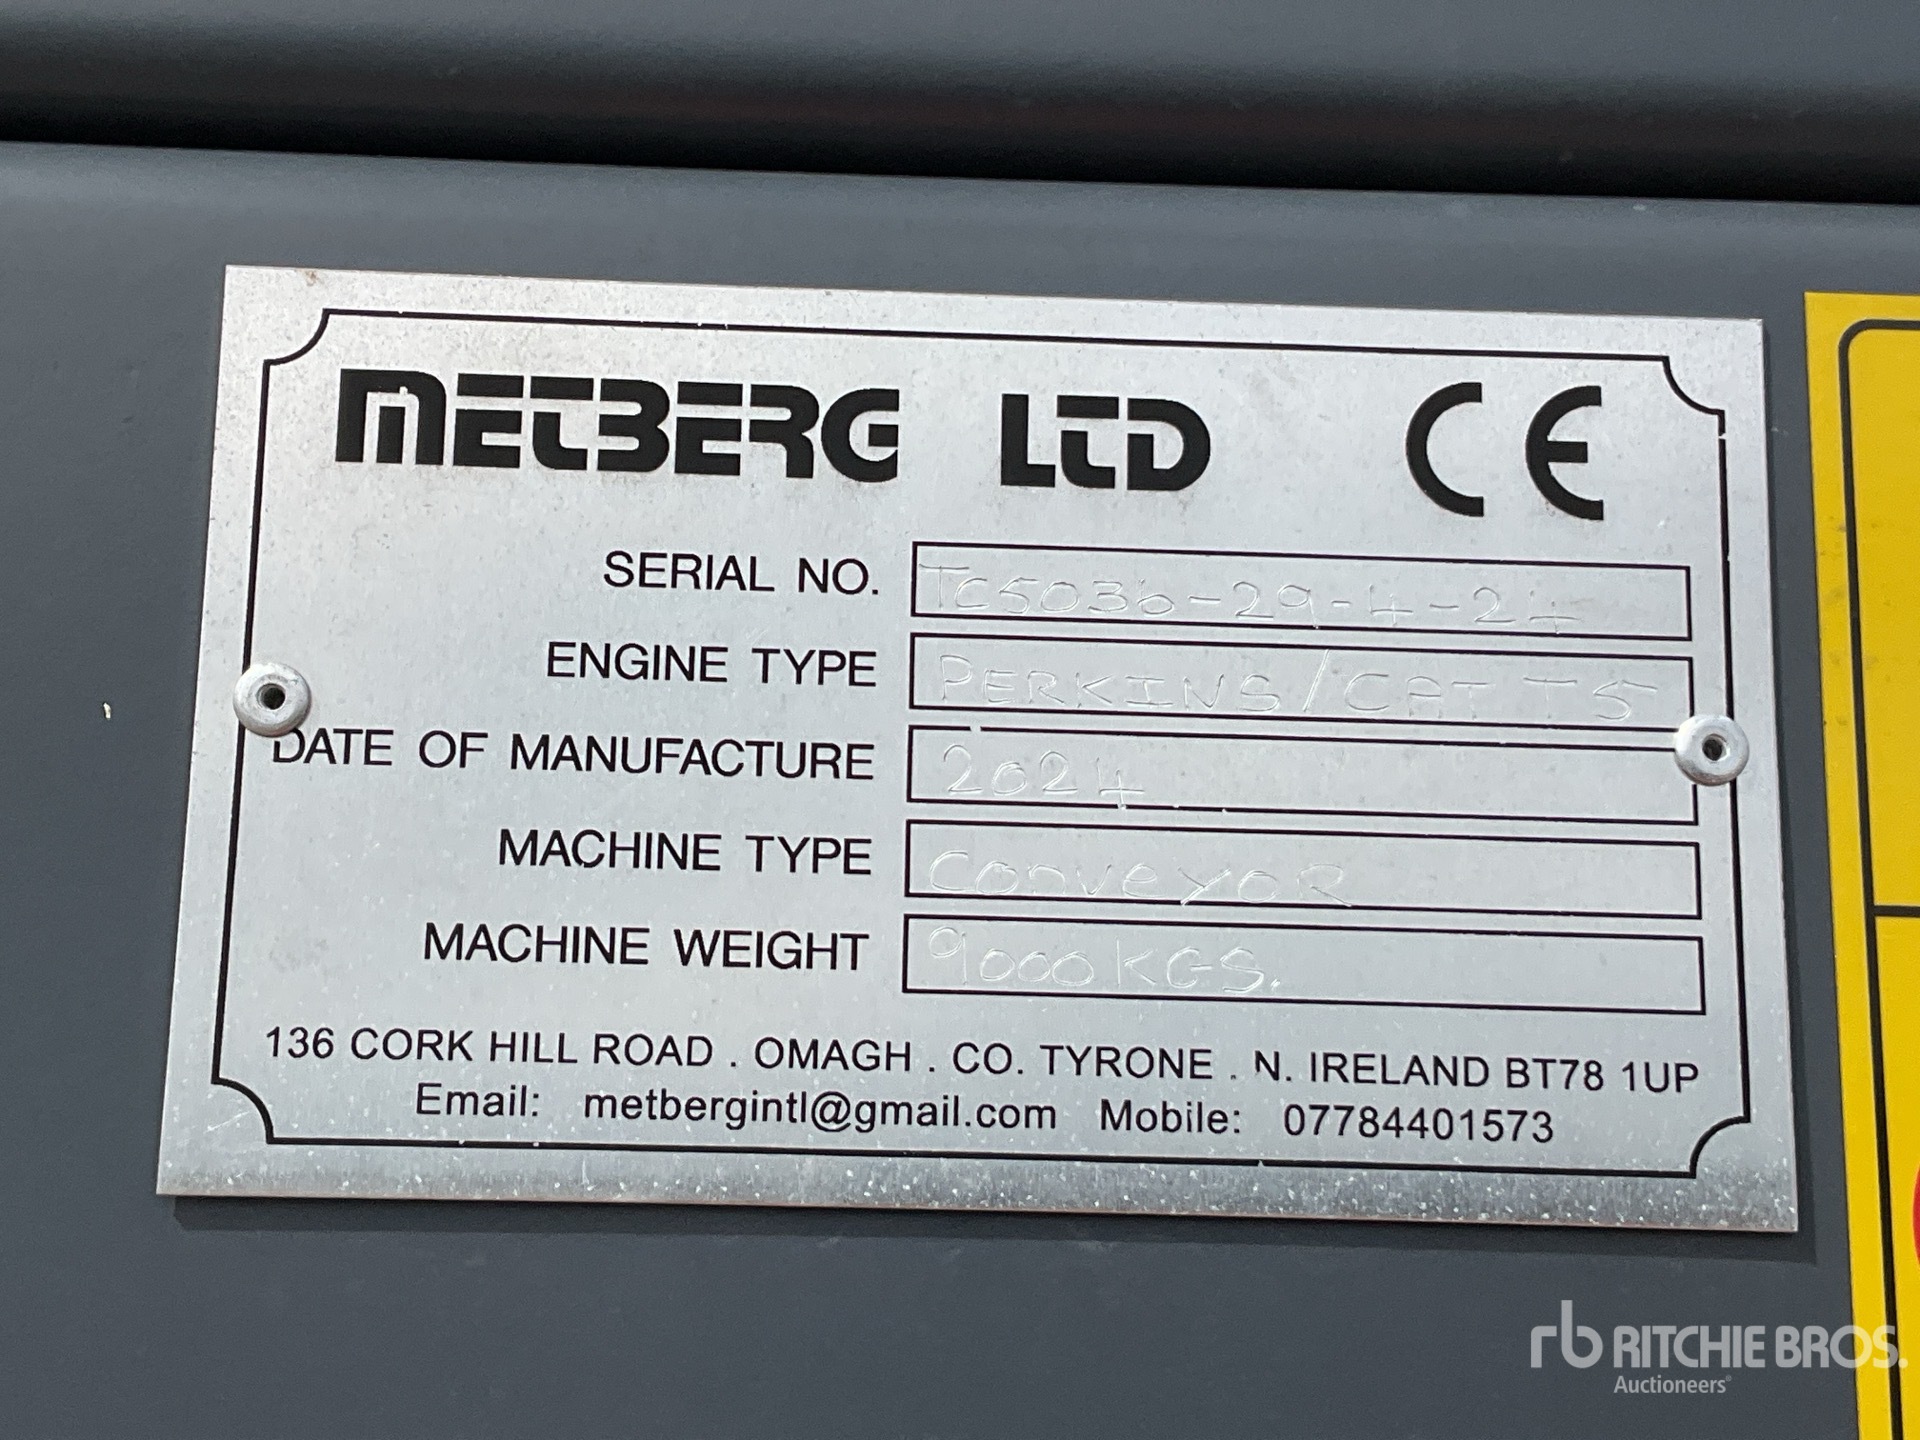 METBERG LTD CE
SERIAL NO. TC5036-29-4-24
ENGINE TYPE PERKINS/CAT T5
DATE OF MANUFACTURE 2024
MACHINE TYPE CONVEYOR
MACHINE WEIGHT 9000KGS.
136 CORK HILL ROAD . OMAGH . CO. TYRONE . N. IRELAND BT78 1UP
Email: metbergintl@gmail.com Mobile: 07784401573
rb RITCHIE BROS.
Auctioneers®